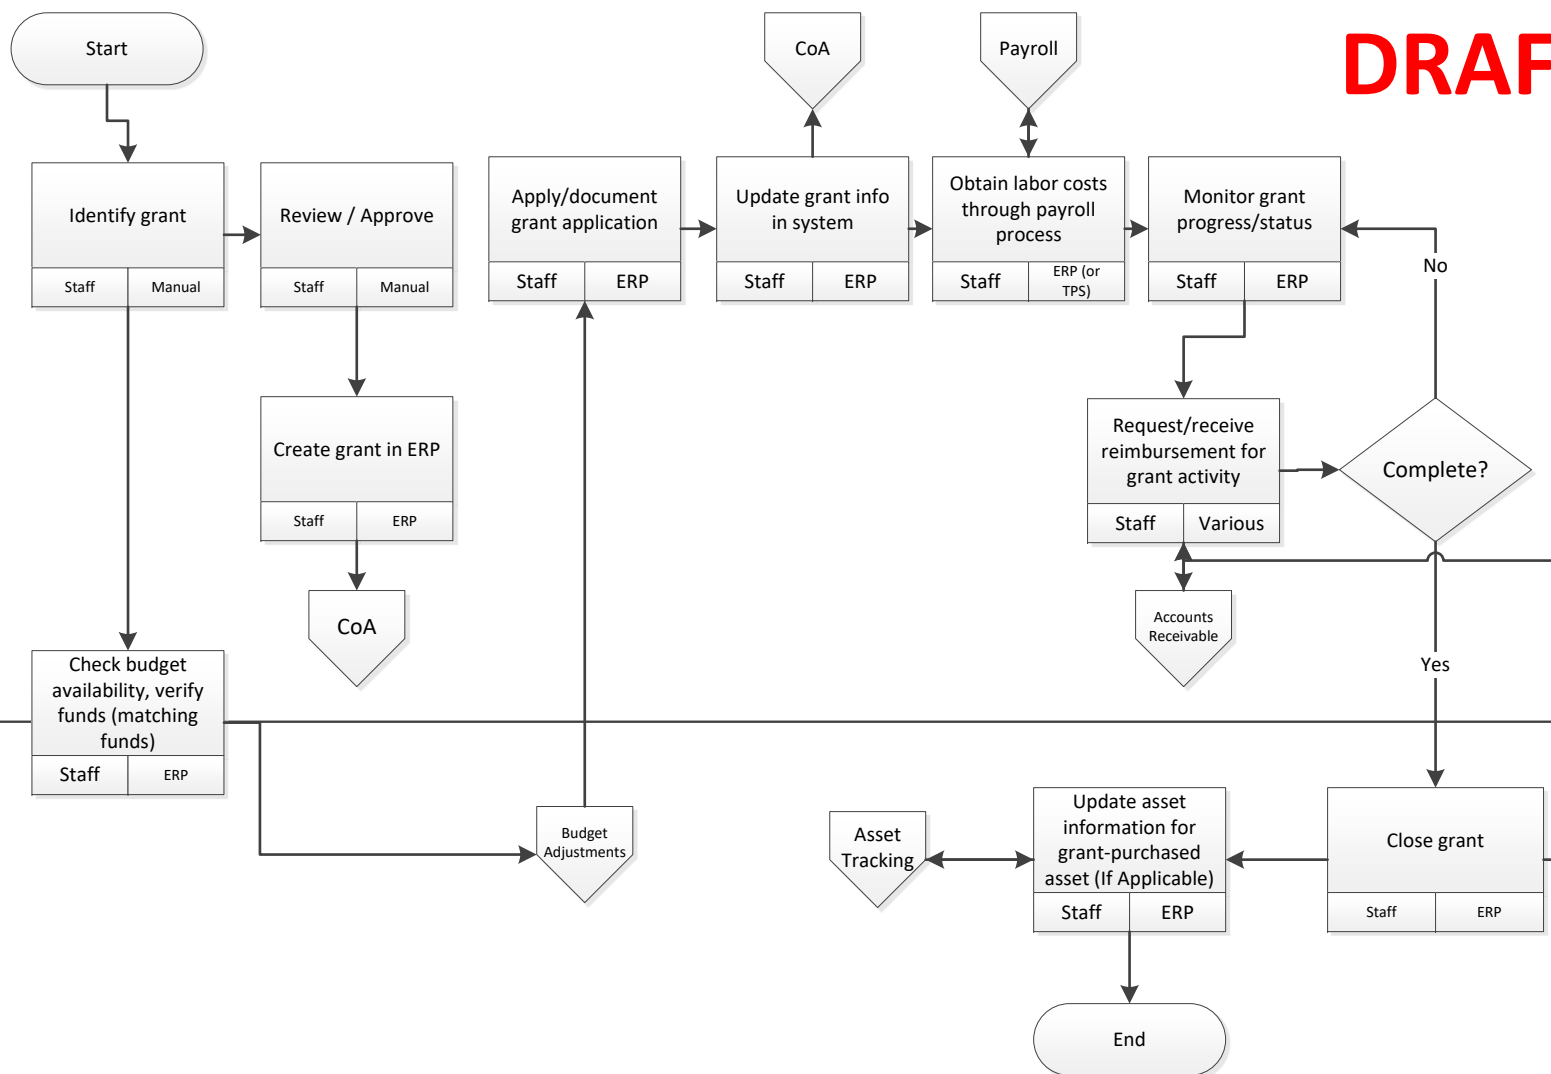 Start
CoA
Payroll
DRAF
Identify grant
Staff
Manual
Review / Approve
Staff
Manual
Apply/document
grant application
Staff
ERP
Update grant info
in system
Staff
ERP
Obtain labor costs
through payroll
process
Staff
ERP (or
TPS)
Monitor grant
progress/status
Staff
ERP
No
Create grant in ERP
Staff
ERP
CoA
Request/receive
reimbursement for
grant activity
Staff
Various
Complete?
Accounts
Receivable
Yes
Check budget
availability, verify
funds (matching
funds)
Staff
ERP
Budget
Adjustments
Asset
Tracking
Update asset
information for
grant-purchased
asset (If Applicable)
Staff
ERP
Close grant
Staff
ERP
End